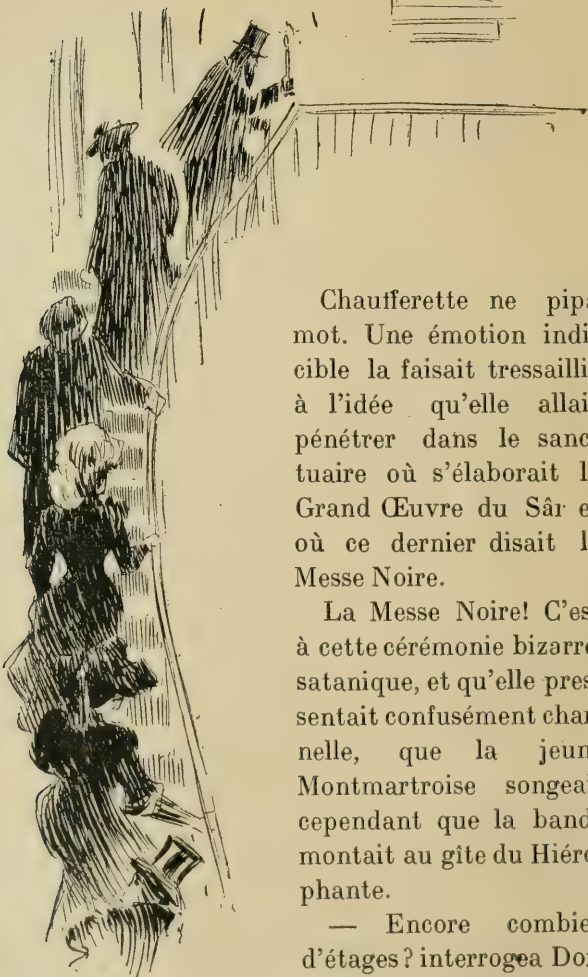 Chaufferette ne pipa
mot. Une émotion indi
cible la faisait tressailli
à l'idée qu'elle allai
pénétrer dans le sanc
tuaire où s'élaborait l
Grand Œuvre du Sâr e
où ce dernier disait l
Messe Noire.
La Messe Noire! C'es
à cette cérémonie bizarre
satanique, et qu'elle pres
sentait confusément char
nelle, que la jeun
Montmartroise songeai
cependant que la band
montait au gîte du Hiéro
phante.
— Encore combie
d'étages? interrogea Dor